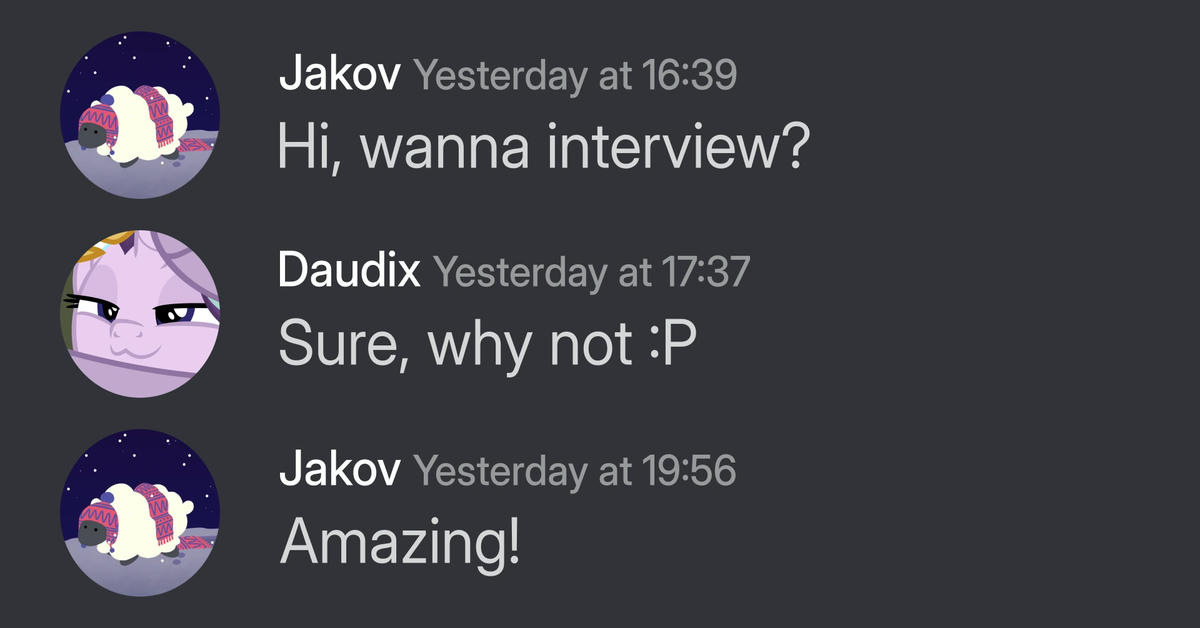 Jakov Yesterday at 16:39
Hi, wanna interview?
Daudix Yesterday at 17:37
Sure, why not :P
Jakov Yesterday at 19:56
Amazing!